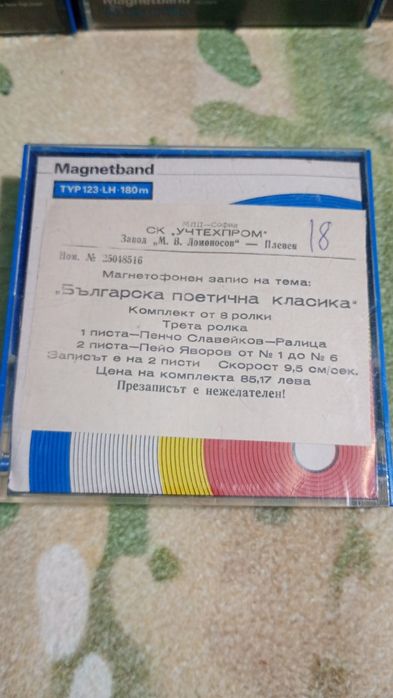 Magnetband
Magnetband
TYP 123·LH·180m
МНП—София
СК „УЧТЕХПРОМ"
Завод „М. В. Ломоносов" — Плевен
18
Ном. № 25048516
Магнетофонен запис на тема:
„Българска поетична класика"
Комплект от 8 ролки
Трета ролка
1 писта—Пенчо Славейков—Ралица
2 писта—Пейо Яворов от № 1 до № 6
Записът е на 2 писти Скорост 9,5 см/сек.
Цена на комплекта 85,17 лева
Презаписът е нежелателен!